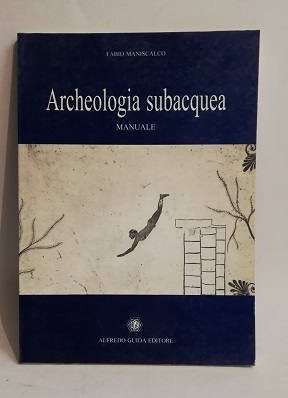 FABIO MANISCALCO
Archeologia subacquea
MANUALE
ALFREDO GUIDA EDITORE